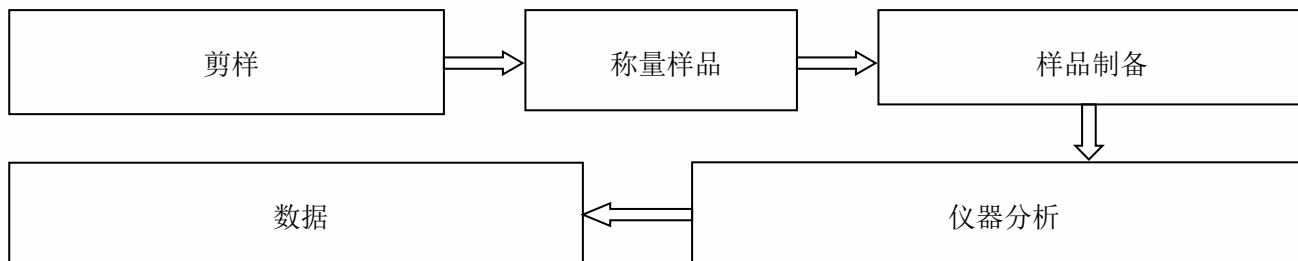 剪样
称量样品
样品制备
仪器分析
数据